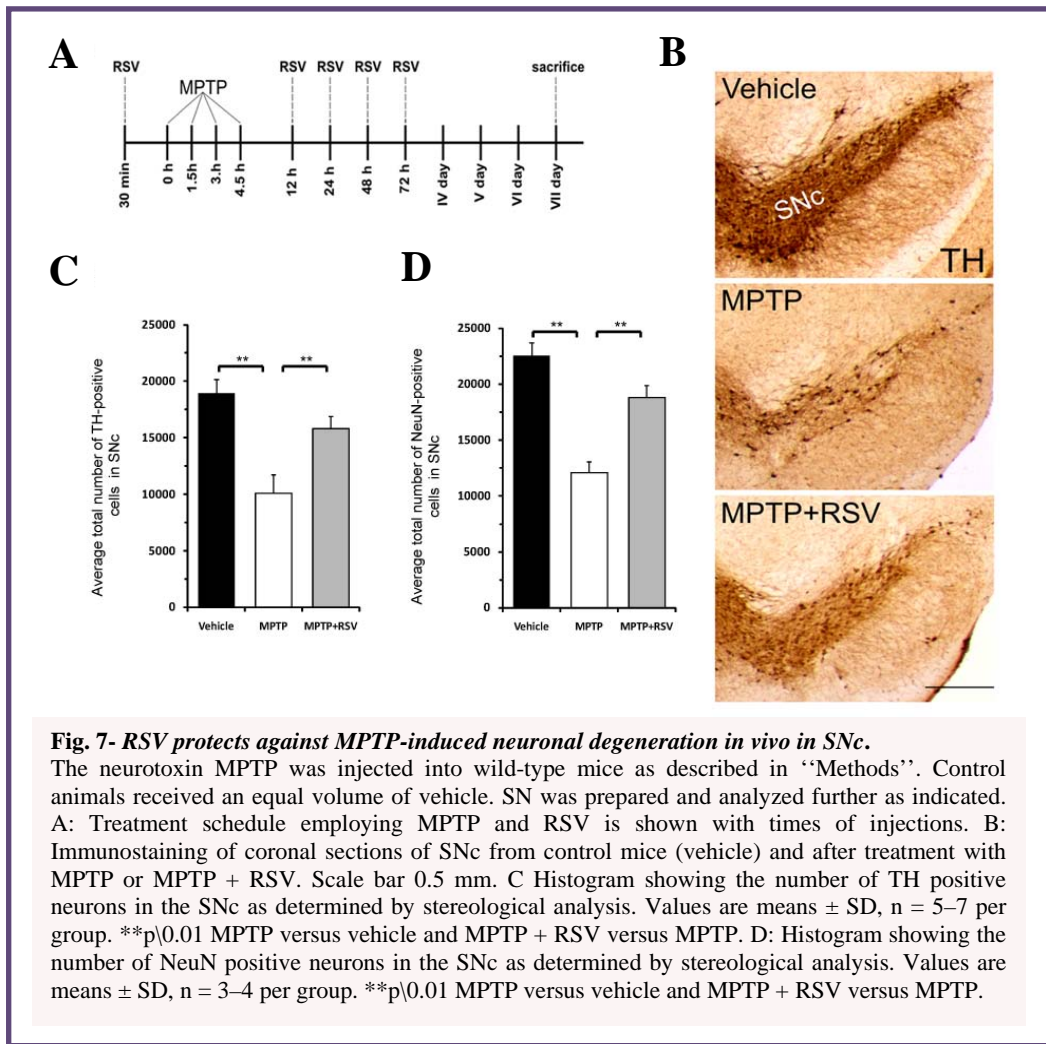 A
RSV
RSV RSV RSV RSV
sacrifice
MPTP
30 min
0 h
1.5h
3.h
4.5 h
12 h
24 h
48 h
72 h
IV day
V day
VI day
VII day
B
Vehicle
SNc
TH
MPTP
MPTP+RSV
C
Average total number of TH-positive
cells in SNc
25000
20000
15000
10000
5000
0
**
**
Vehicle
MPTP
MPTP+RSV
D
Average total number of NeuN-positive
cells in SNc
25000
20000
15000
10000
5000
0
**
**
Vehicle
MPTP
MPTP+RSV
Fig. 7- RSV protects against MPTP-induced neuronal degeneration in vivo in SNc.
The neurotoxin MPTP was injected into wild-type mice as described in ‘‘Methods’’. Control
animals received an equal volume of vehicle. SN was prepared and analyzed further as indicated.
A: Treatment schedule employing MPTP and RSV is shown with times of injections. B:
Immunostaining of coronal sections of SNc from control mice (vehicle) and after treatment with
MPTP or MPTP + RSV. Scale bar 0.5 mm. C Histogram showing the number of TH positive
neurons in the SNc as determined by stereological analysis. Values are means ± SD, n = 5–7 per
group. **p\0.01 MPTP versus vehicle and MPTP + RSV versus MPTP. D: Histogram showing the
number of NeuN positive neurons in the SNc as determined by stereological analysis. Values are
means ± SD, n = 3–4 per group. **p\0.01 MPTP versus vehicle and MPTP + RSV versus MPTP.